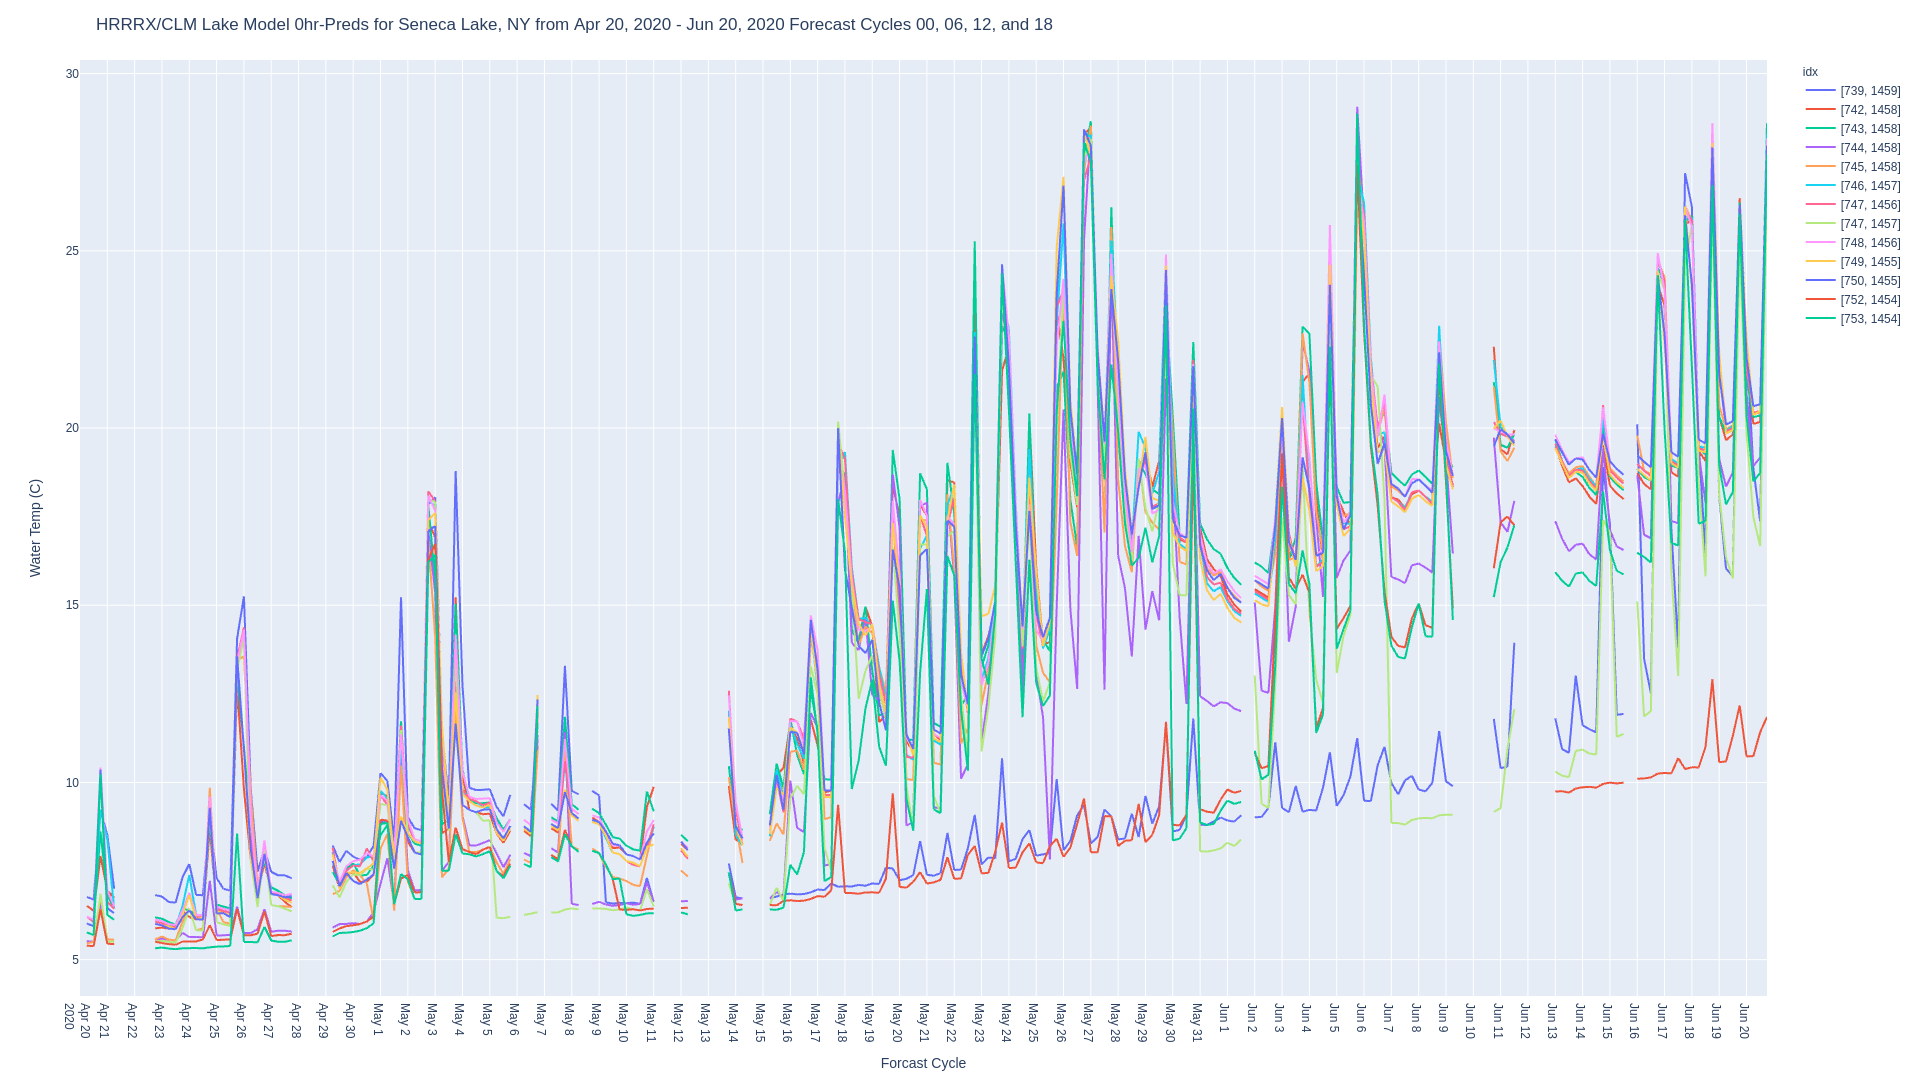 HRRRX/CLM Lake Model 0hr-Preds for Seneca Lake, NY from Apr 20, 2020 - Jun 20, 2020 Forecast Cycles 00, 06, 12, and 18
idx
[739, 1459]
[742, 1458]
[743, 1458]
[744, 1458]
[745, 1458]
[746, 1457]
[747, 1456]
[747, 1457]
[748, 1456]
[749, 1455]
[750, 1455]
[752, 1454]
[753, 1454]
Water Temp (C)
30
25
20
15
10
5
Apr 20
2020
Apr 21
Apr 22
Apr 23
Apr 24
Apr 25
Apr 26
Apr 27
Apr 28
Apr 29
Apr 30
May 1
May 2
May 3
May 4
May 5
May 6
May 7
May 8
May 9
May 10
May 11
May 12
May 13
May 14
May 15
May 16
May 17
May 18
May 19
May 20
May 21
May 22
May 23
May 24
May 25
May 26
May 27
May 28
May 29
May 30
May 31
Jun 1
Jun 2
Jun 3
Jun 4
Jun 5
Jun 6
Jun 7
Jun 8
Jun 9
Jun 10
Jun 11
Jun 12
Jun 13
Jun 14
Jun 15
Jun 16
Jun 17
Jun 18
Jun 19
Jun 20
Forcast Cycle